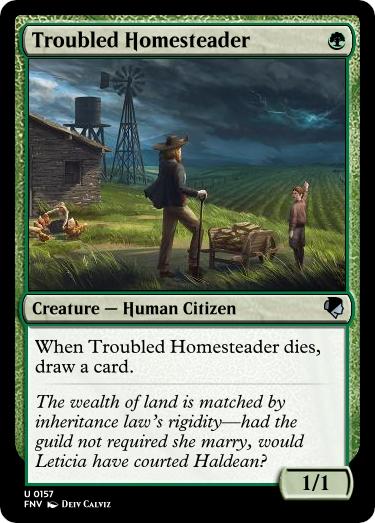 Troubled Homesteader
Creature — Human Citizen
When Troubled Homesteader dies,
draw a card.
The wealth of land is matched by
inheritance law's rigidity—had the
guild not required she marry, would
Leticia have courted Haldean?
1/1
U 0157
FNV Deiv Calviz